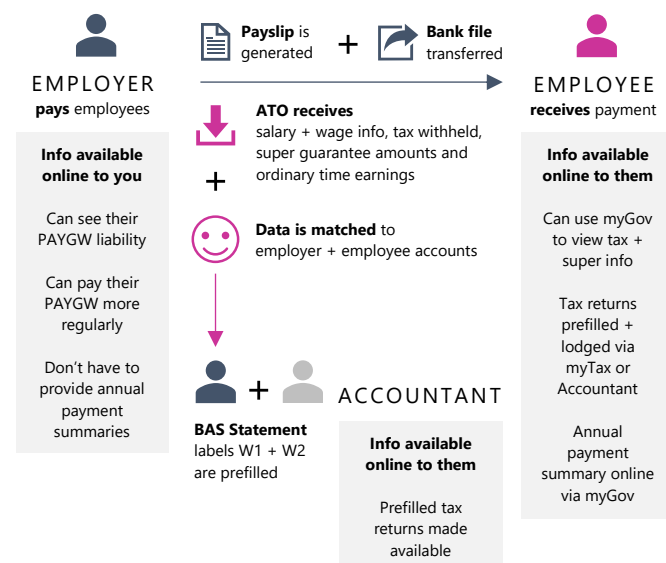 EMPLOYER
pays employees
Info available
online to you
Can see their
PAYGW liability
Can pay their
PAYGW more
regularly
Don't have to
provide annual
payment
summaries
Payslip is
generated
+
Bank file
transferred
ATO receives
salary + wage info, tax withheld,
super guarantee amounts and
ordinary time earnings
+
Data is matched to
employer + employee accounts
+
BAS Statement
labels W1 + W2
are prefilled
ACCOUNTANT
Info available
online to them
Prefilled tax
returns made
available
EMPLOYEE
receives payment
Info available
online to them
Can use myGov
to view tax +
super info
Tax returns
prefilled +
lodged via
myTax or
Accountant
Annual
payment
summary online
via myGov